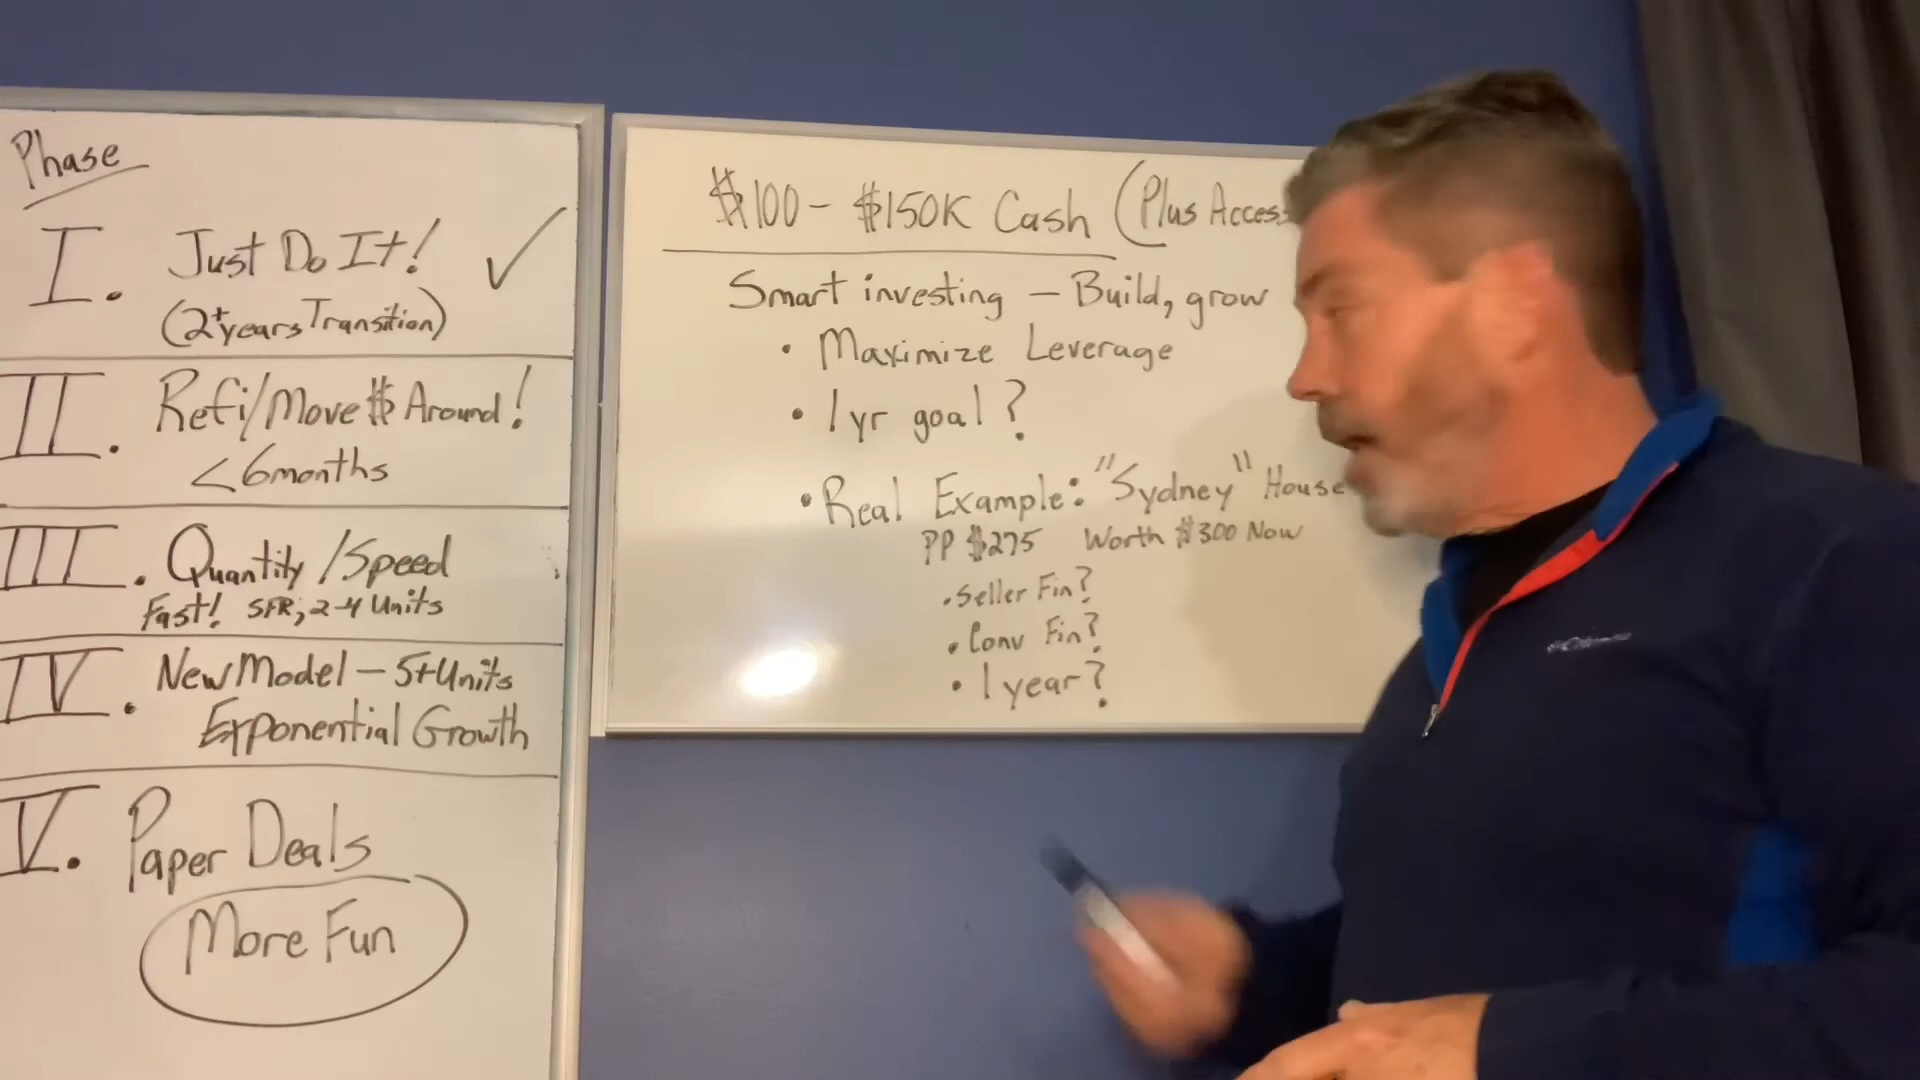 Phase
I. Just Do It! ✓
(2+years Transition)
II. Refi/Move $ Around!
<6months
III. Quantity/Speed
Fast! SFR, 2-4 Units
IV. New Model - 5+Units
Exponential Growth
V. Paper Deals
More Fun
$100 - $150K Cash (Plus Access
Smart investing - Build, grow
• Maximize Leverage
• 1 yr goal?
• Real Example: "Sydney" House
PP $275 Worth $300 Now
• Seller Fin?
• Conv Fin?
• 1 year?